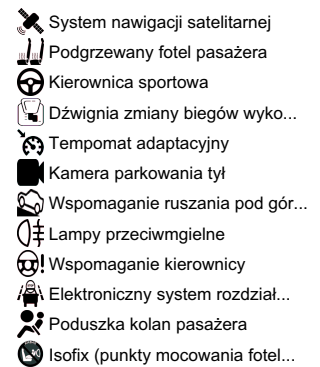 System nawigacji satelitarnej
Podgrzewany fotel pasażera
Kierownica sportowa
Dźwignia zmiany biegów wyko...
Tempomat adaptacyjny
Kamera parkowania tył
Wspomaganie ruszania pod gór...
Lampy przeciwmgielne
Wspomaganie kierownicy
Elektroniczny system rozdział...
Poduszka kolan pasażera
Isofix (punkty mocowania fotel...